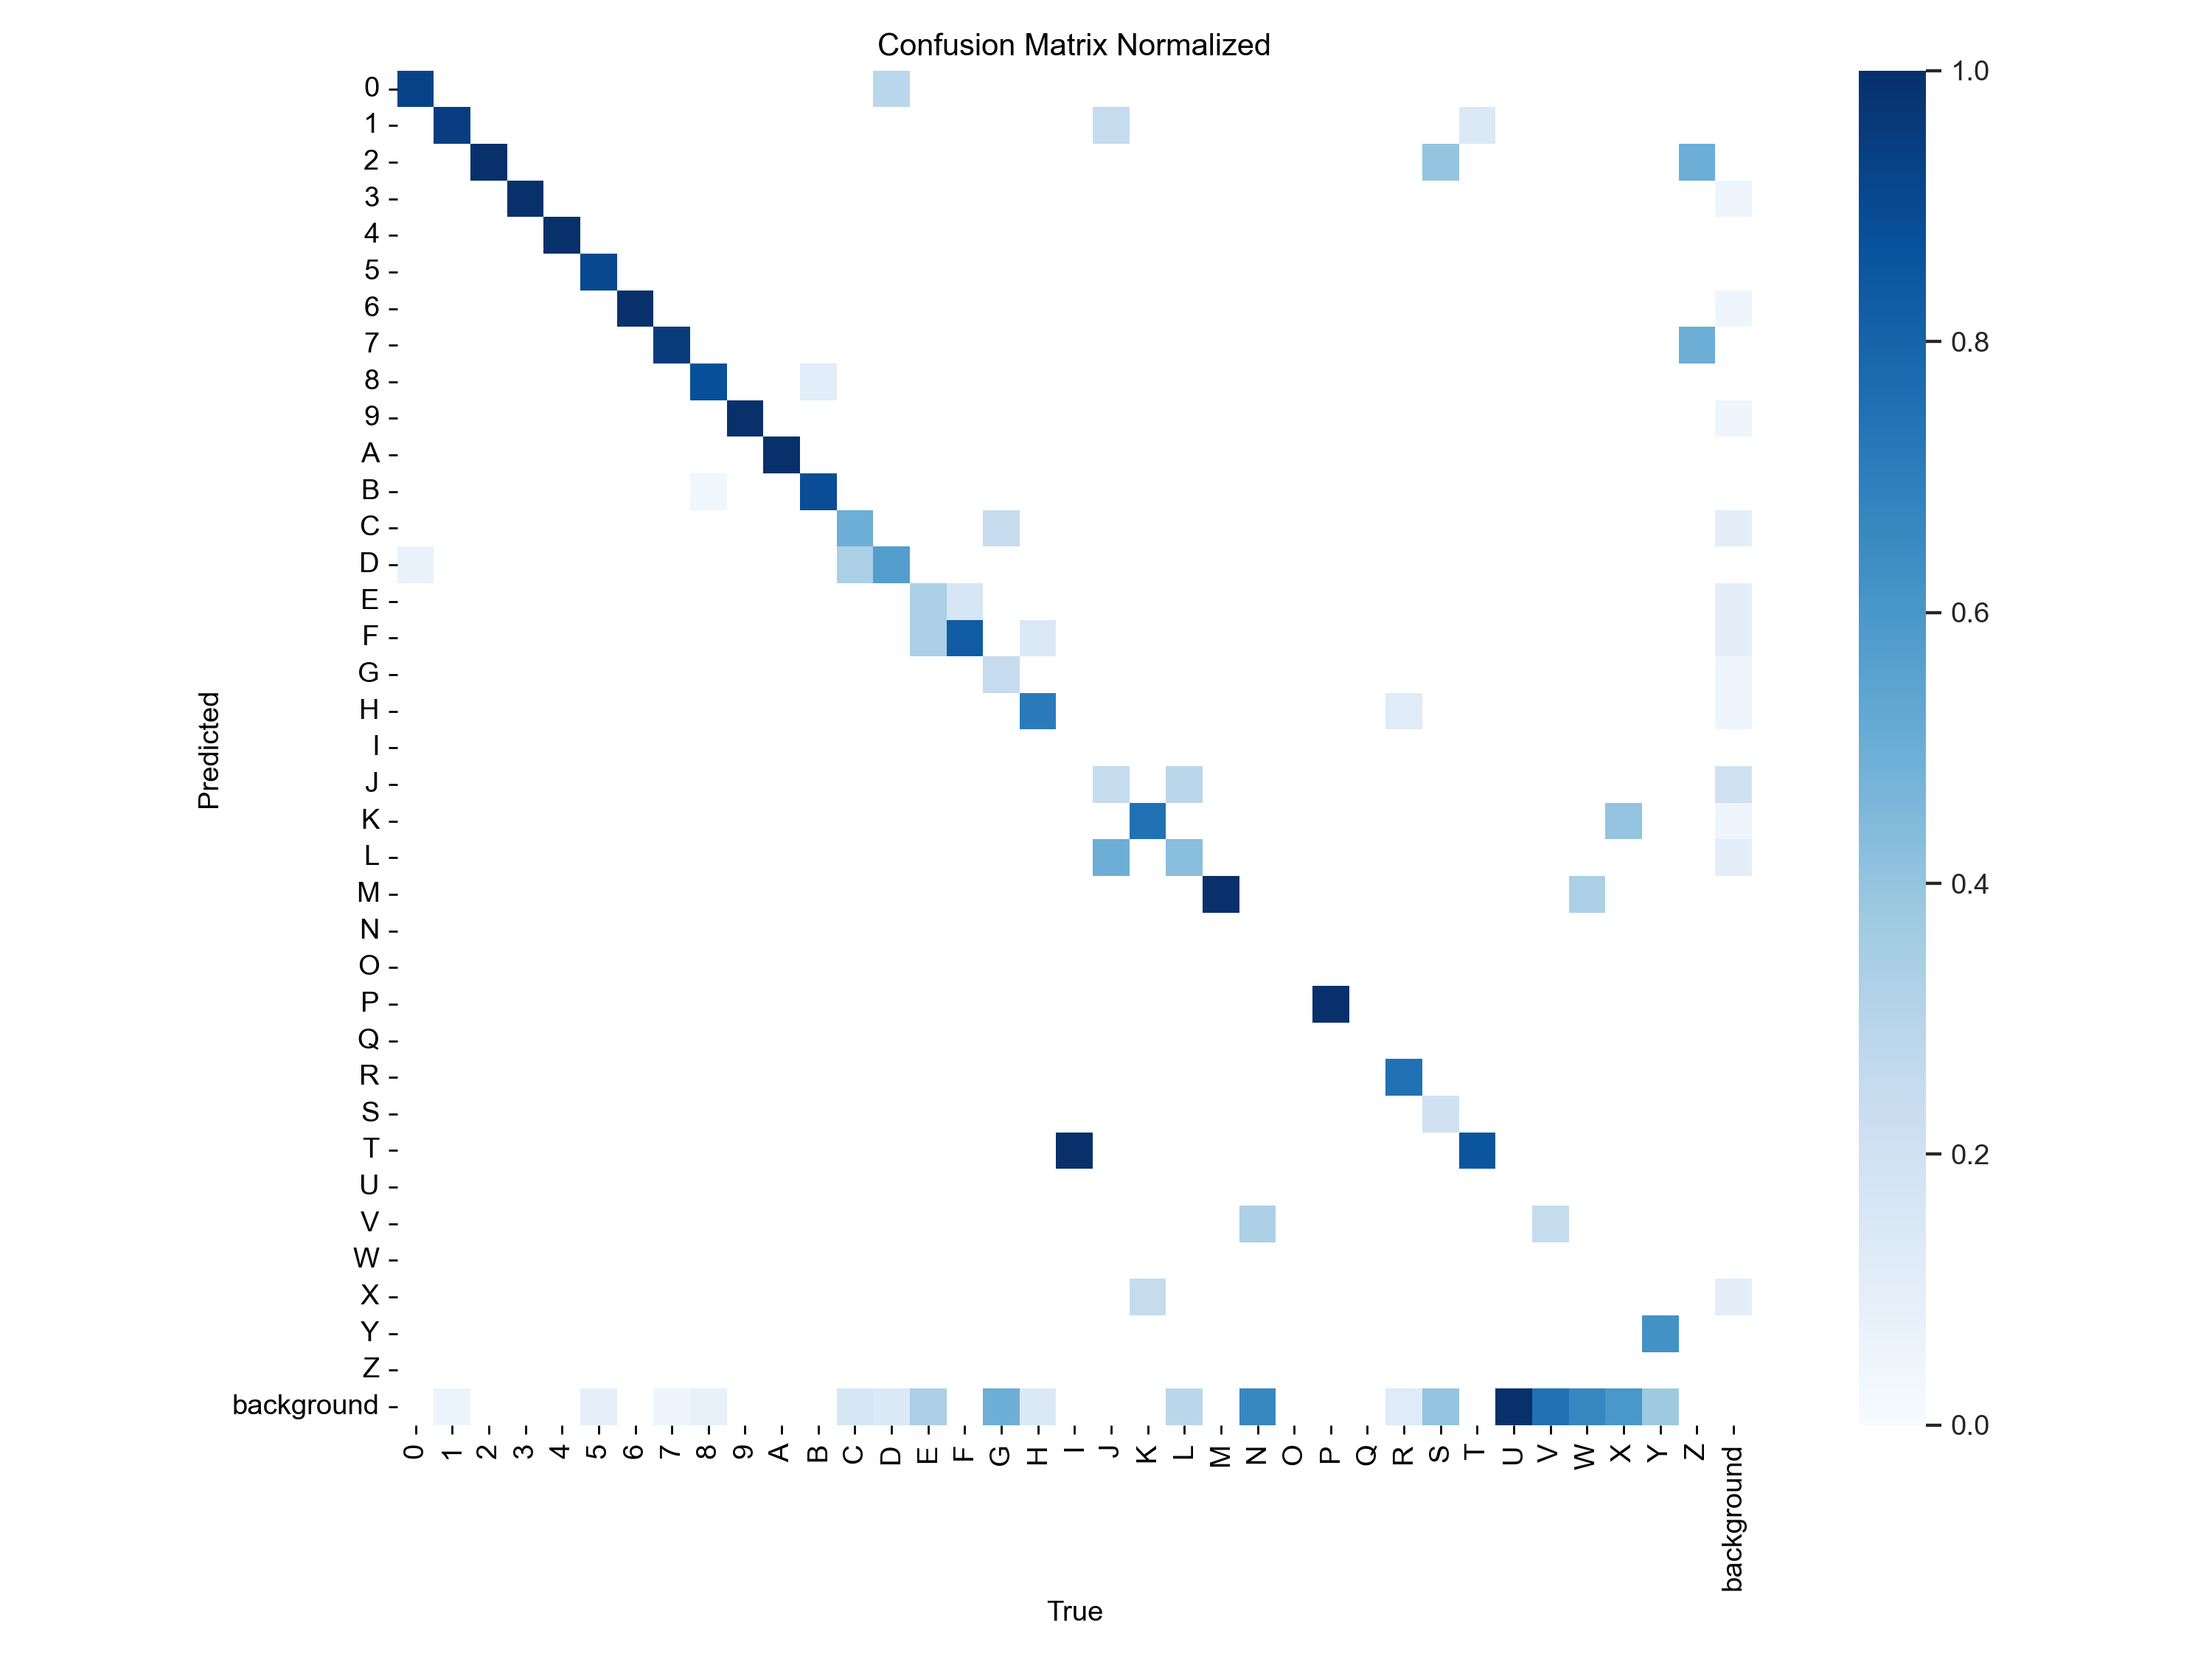 Confusion Matrix Normalized
0
1
2
3
4
5
6
7
8
9
A
B
C
D
E
F
G
H
I
J
K
L
M
N
O
P
Q
R
S
T
U
V
W
X
Y
Z
background
Predicted
0 1 2 3 4 5 6 7 8 9 A B C D E F G H I J K L M N O P Q R S T U V W X Y Z background
True
1.0
0.8
0.6
0.4
0.2
0.0